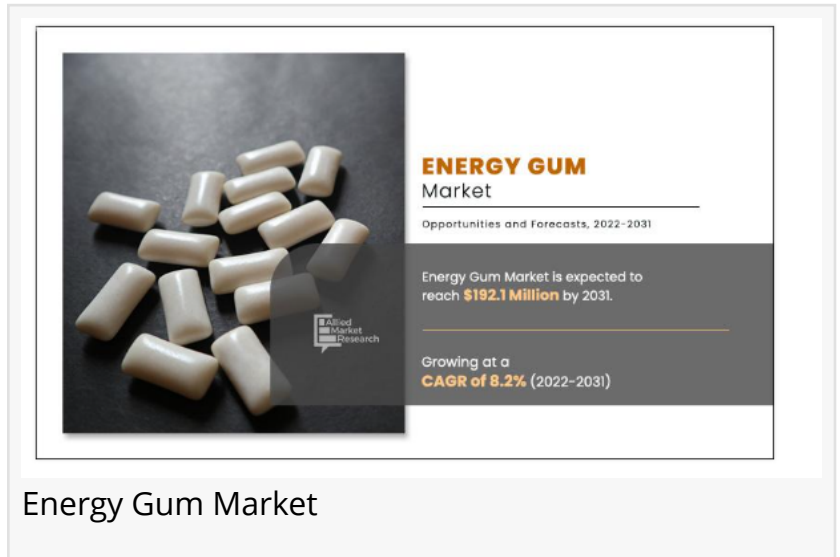 ENERGY GUM
Market
Opportunities and Forecasts, 2022-2031
Energy Gum Market is expected to
reach $192.1 Million by 2031.
Allied
Market
Research
Growing at a
CAGR of 8.2% (2022-2031)
Energy Gum Market